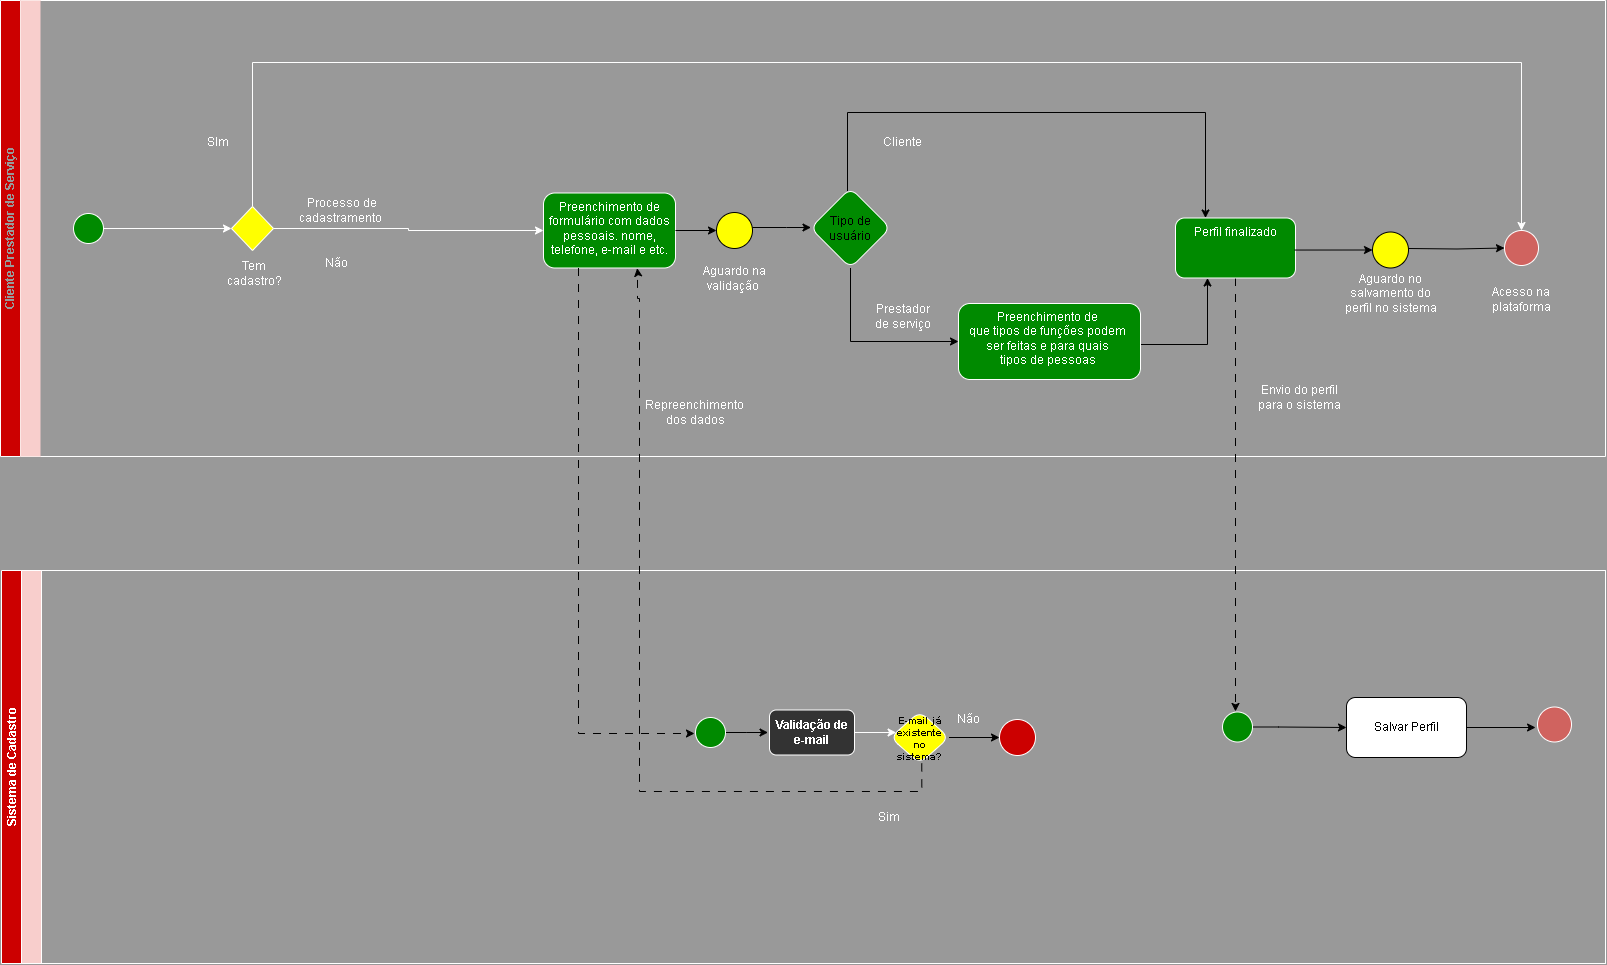 Cliente Prestador de Serviço
SIm
Tem
cadastro?
Processo de
cadastramento
Não
Preenchimento de
formulário com dados
pessoais. nome,
telefone, e-mail e etc.
Aguardo na
validação
Tipo de
usuário
Cliente
Prestador
de serviço
Preenchimento de
que tipos de funções podem
ser feitas e para quais
tipos de pessoas
Perfil finalizado
Aguardo no
salvamento do
perfil no sistema
Acesso na
plataforma
Repreenchimento
dos dados
Envio do perfil
para o sistema
Sistema de Cadastro
Validação de
e-mail
E-mail já
existente
no
sistema?
Não
Sim
Salvar Perfil